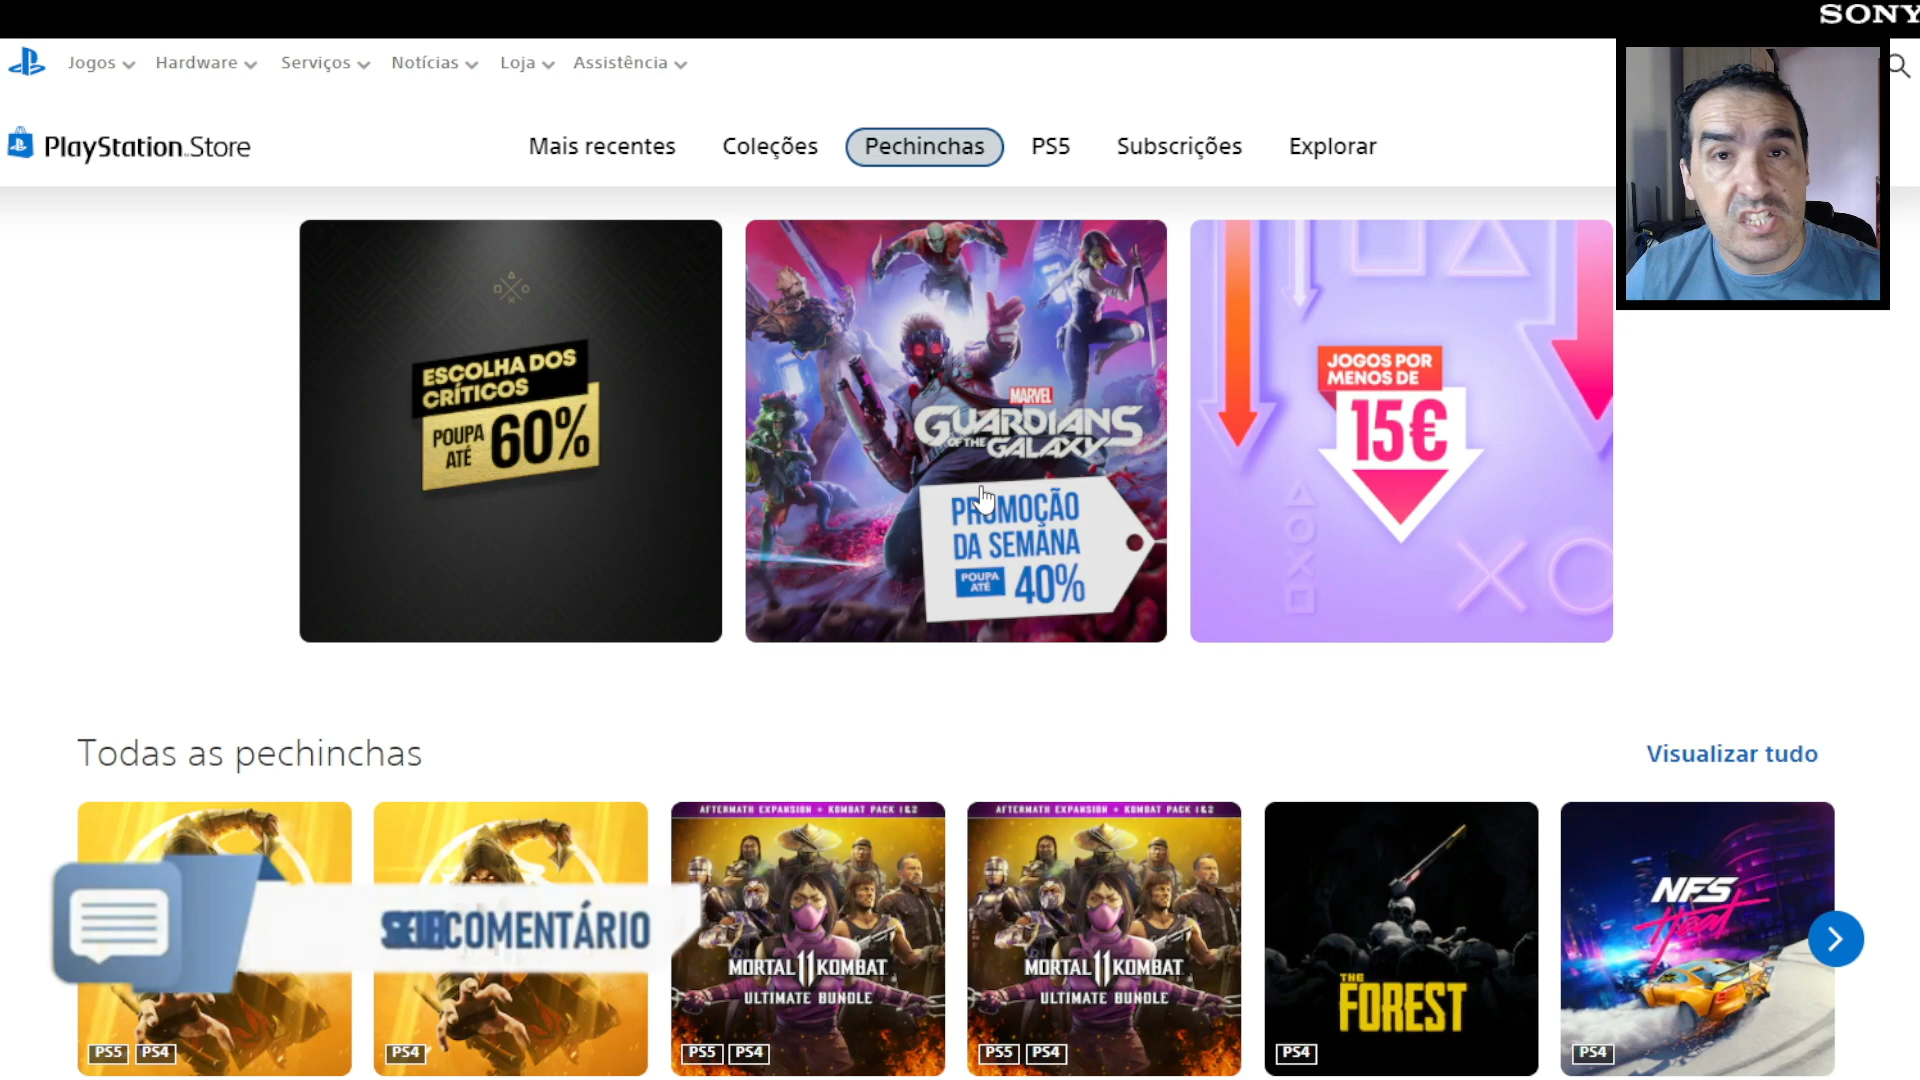 SONY
Jogos
Hardware
Serviços
Notícias
Loja
Assistência
PlayStation Store
Mais recentes
Coleções
Pechinchas
PS5
Subscrições
Explorar
ESCOLHA DOS
CRÍTICOS
POUPA
ATÉ
60%
MARVEL
GUARDIANS
OF THE
GALAXY
PROMOÇÃO
DA SEMANA
POUPA
ATÉ
40%
JOGOS POR
MENOS DE
15€
Todas as pechinchas
Visualizar tudo
COMENTÁRIO
PS5 PS4
PS4
AFTERMATH EXPANSION + KOMBAT PACK 1&2
MORTAL 11 KOMBAT
ULTIMATE BUNDLE
PS5 PS4
AFTERMATH EXPANSION + KOMBAT PACK 1&2
MORTAL 11 KOMBAT
ULTIMATE BUNDLE
PS5 PS4
THE
FOREST
PS4
NFS
Heat
PS4